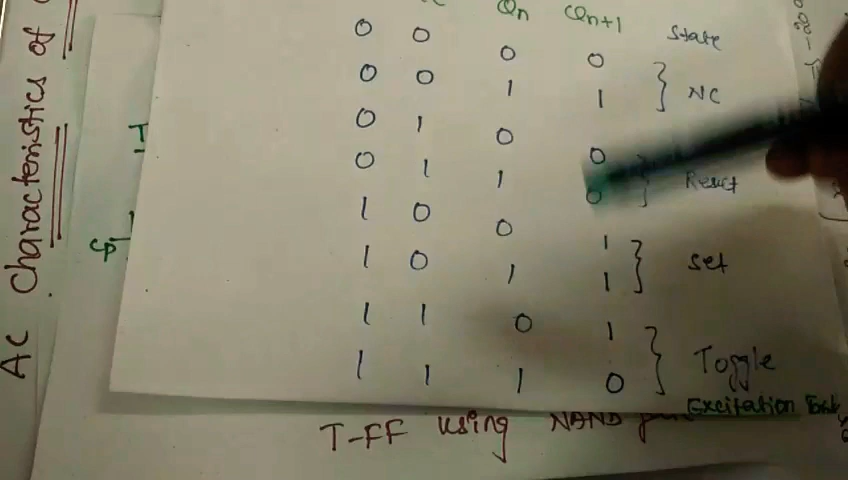 AC Characteristics of
Qn Qn+1 State
0 0 0 0
0 0 1 1 } NC
0 1 0 0
0 1 1 0 } Reset
1 0 0 1
1 0 1 1 } Set
1 1 0 1
1 1 1 0 } Toggle
Excitation
T-FF using NAND
T
CP